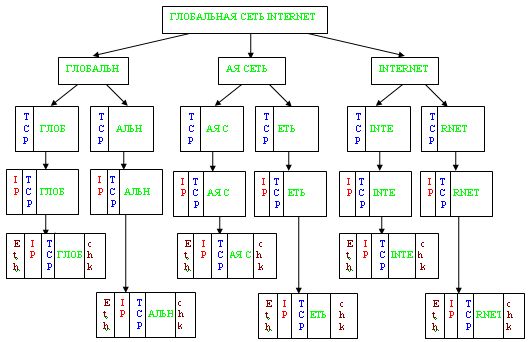 ГЛОБАЛЬНАЯ СЕТЬ INTERNET
ГЛОБАЛЬН АЯ СЕТЬ INTERNET
TCP ГЛОБ TCP АЛЬН TCP АЯ С TCP ЕТЬ TCP INTE TCP RNET
IP TCP ГЛОБ IP TCP АЛЬН IP TCP АЯ С IP TCP ЕТЬ IP TCP INTE IP TCP RNET
Eth IP TCP ГЛОБ chk Eth IP TCP АЯ С chk Eth IP TCP INTE chk
Eth IP TCP АЛЬН chk Eth IP TCP ЕТЬ chk Eth IP TCP RNET chk